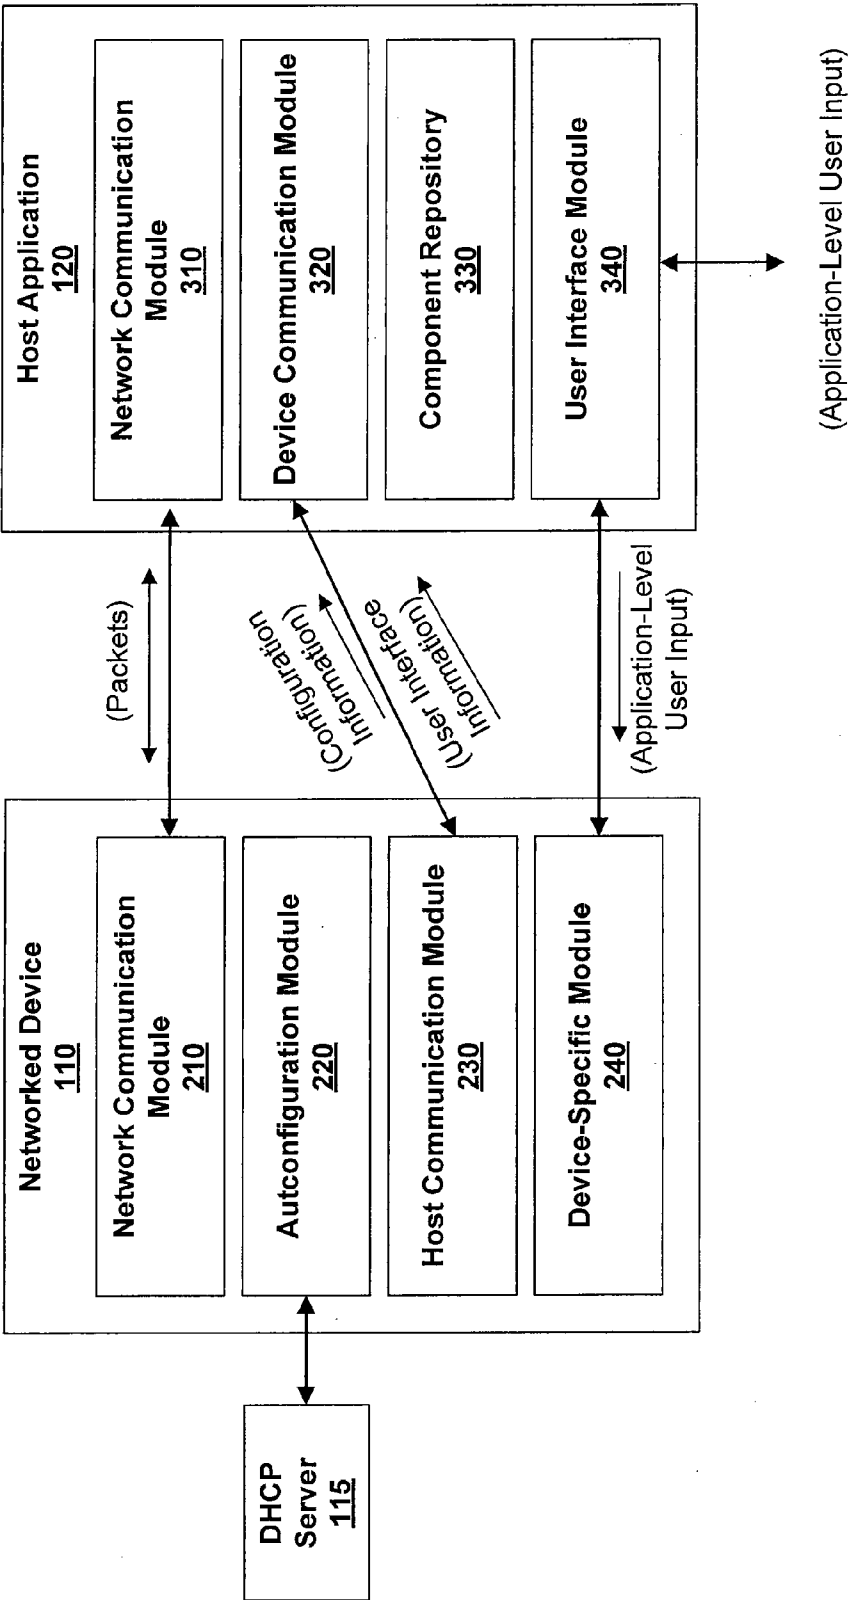 DHCP
Server
115
Networked Device
110
Network Communication
Module
210
Autconfiguration Module
220
Host Communication Module
230
Device-Specific Module
240
(Packets)
(Configuration
Information)
(User Interface
Information)
(Application-Level
User Input)
Host Application
120
Network Communication
Module
310
Device Communication Module
320
Component Repository
330
User Interface Module
340
(Application-Level User Input)